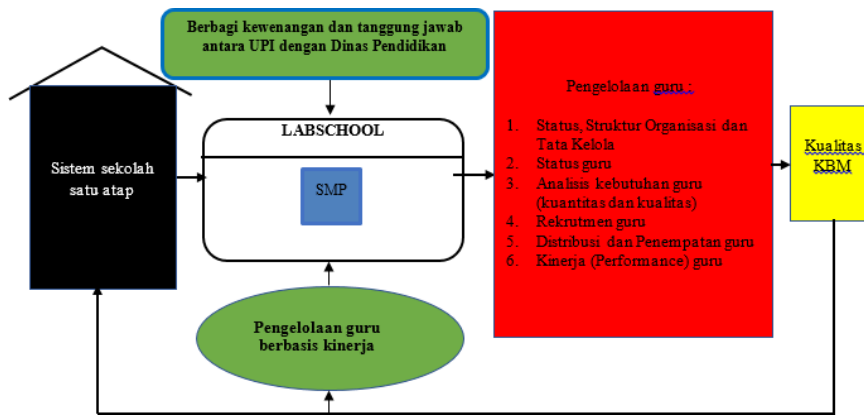 Berbagi kewenangan dan tanggung jawab
antara UPI dengan Dinas Pendidikan
Sistem sekolah
satu atap
LABSCHOOL
SMP
Pengelolaan guru
berbasis kinerja
Pengelolaan guru :
1. Status, Struktur Organisasi dan
Tata Kelola
2. Status guru
3. Analisis kebutuhan guru
(kuantitas dan kualitas)
4. Rekrutmen guru
5. Distribusi dan Penempatan guru
6. Kinerja (Performance) guru
Kualitas
KBM